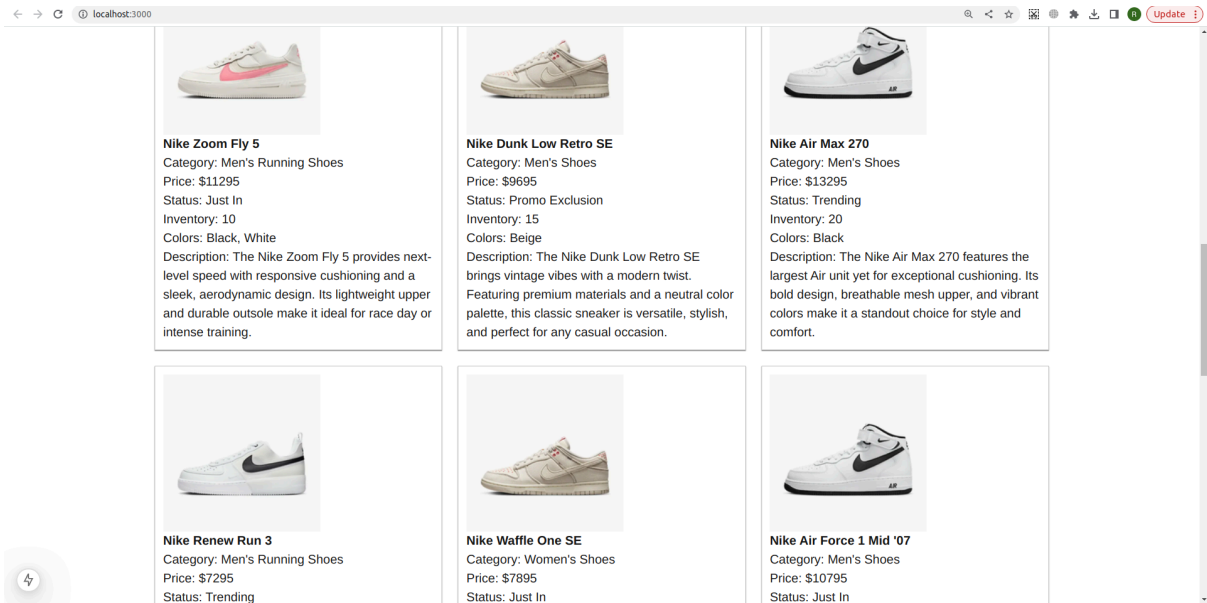 localhost:3000
R
Update
AIR
Nike Zoom Fly 5
Category: Men's Running Shoes
Price: $11295
Status: Just In
Inventory: 10
Colors: Black, White
Description: The Nike Zoom Fly 5 provides next-
level speed with responsive cushioning and a
sleek, aerodynamic design. Its lightweight upper
and durable outsole make it ideal for race day or
intense training.
Nike Dunk Low Retro SE
Category: Men's Shoes
Price: $9695
Status: Promo Exclusion
Inventory: 15
Colors: Beige
Description: The Nike Dunk Low Retro SE
brings vintage vibes with a modern twist.
Featuring premium materials and a neutral color
palette, this classic sneaker is versatile, stylish,
and perfect for any casual occasion.
Nike Air Max 270
Category: Men's Shoes
Price: $13295
Status: Trending
Inventory: 20
Colors: Black
Description: The Nike Air Max 270 features the
largest Air unit yet for exceptional cushioning. Its
bold design, breathable mesh upper, and vibrant
colors make it a standout choice for style and
comfort.
AIR
Nike Renew Run 3
Category: Men's Running Shoes
Price: $7295
Status: Trending
Nike Waffle One SE
Category: Women's Shoes
Price: $7895
Status: Just In
Nike Air Force 1 Mid '07
Category: Men's Shoes
Price: $10795
Status: Just In